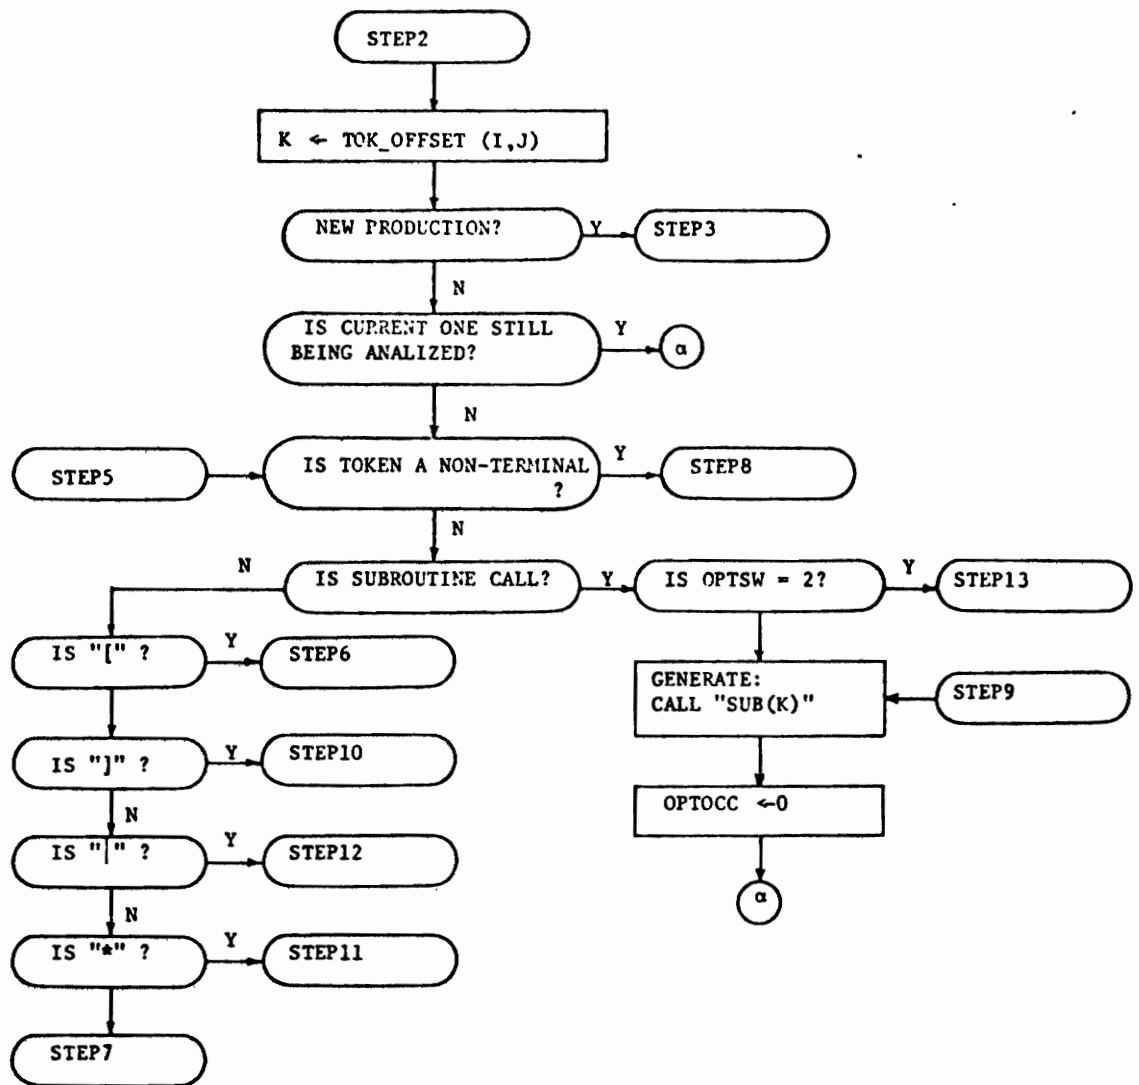 STEP2
K ← TOK_OFFSET (I,J)
NEW PRODUCTION?
Y
STEP3
N
IS CURRENT ONE STILL
BEING ANALIZED?
Y
α
N
STEP5
IS TOKEN A NON-TERMINAL
?
Y
STEP8
N
N
IS SUBROUTINE CALL?
Y
IS OPTSW = 2?
Y
STEP13
IS "[" ?
Y
STEP6
GENERATE:
CALL "SUB(K)"
STEP9
IS "]" ?
Y
STEP10
N
OPTOCC ←0
IS "|" ?
Y
STEP12
α
N
IS "*" ?
Y
STEP11
STEP7